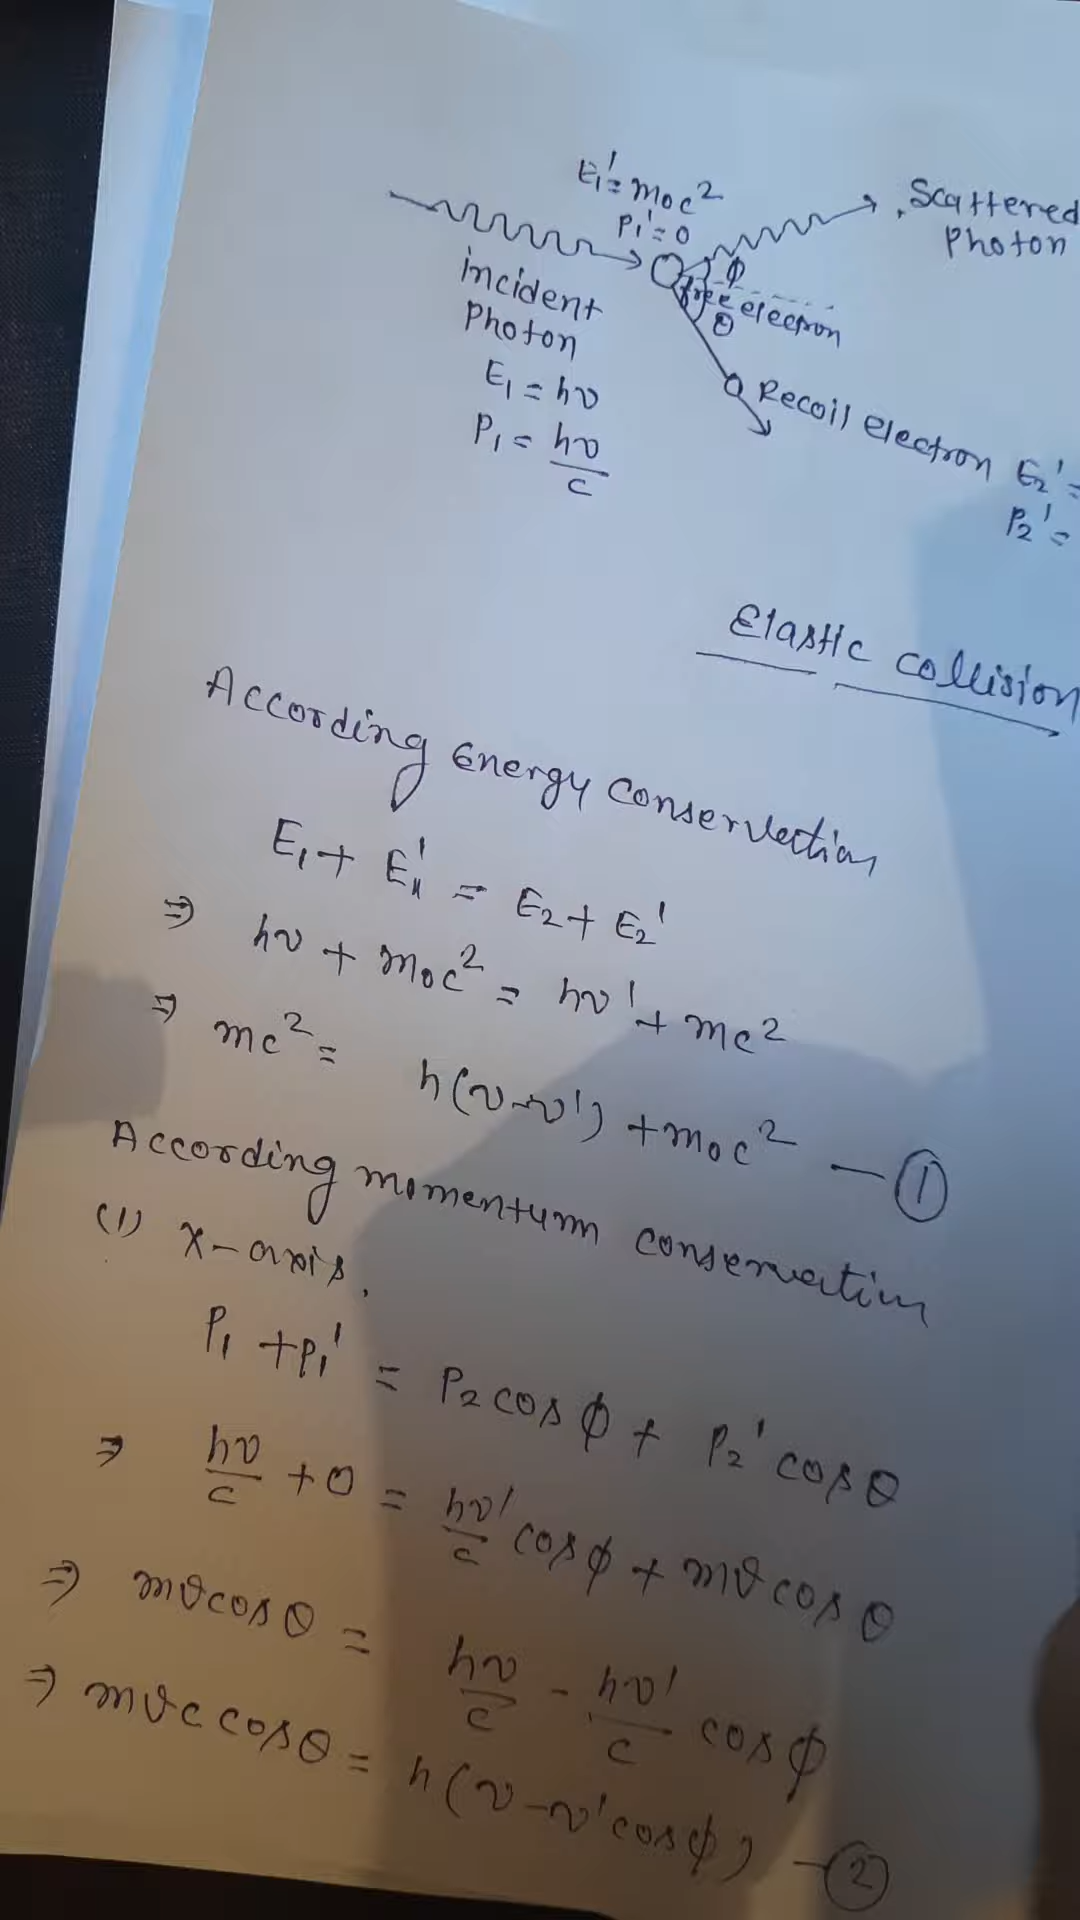 E₁' = m₀c²
P₁' = 0
Scattered
Photon
ϕ
free electron
θ
incident
Photon
E₁ = hν
P₁ = hν/c
Recoil electron E₂' =
P₂' =
Elastic collision
According Energy conservation
E₁ + E₁' = E₂ + E₂'
⇒ hν + m₀c² = hν' + mc²
⇒ mc² = h(ν-ν') + m₀c² — ①
According momentum conservation
(1) x-axis,
P₁ + P₁' = P₂ cos ϕ + P₂' cos θ
⇒ hν/c + 0 = hν'/c cos ϕ + mv cos θ
⇒ mv cos θ = hν/c - hν'/c cos ϕ
⇒ mvc cos θ = h(ν-ν' cos ϕ) — ②